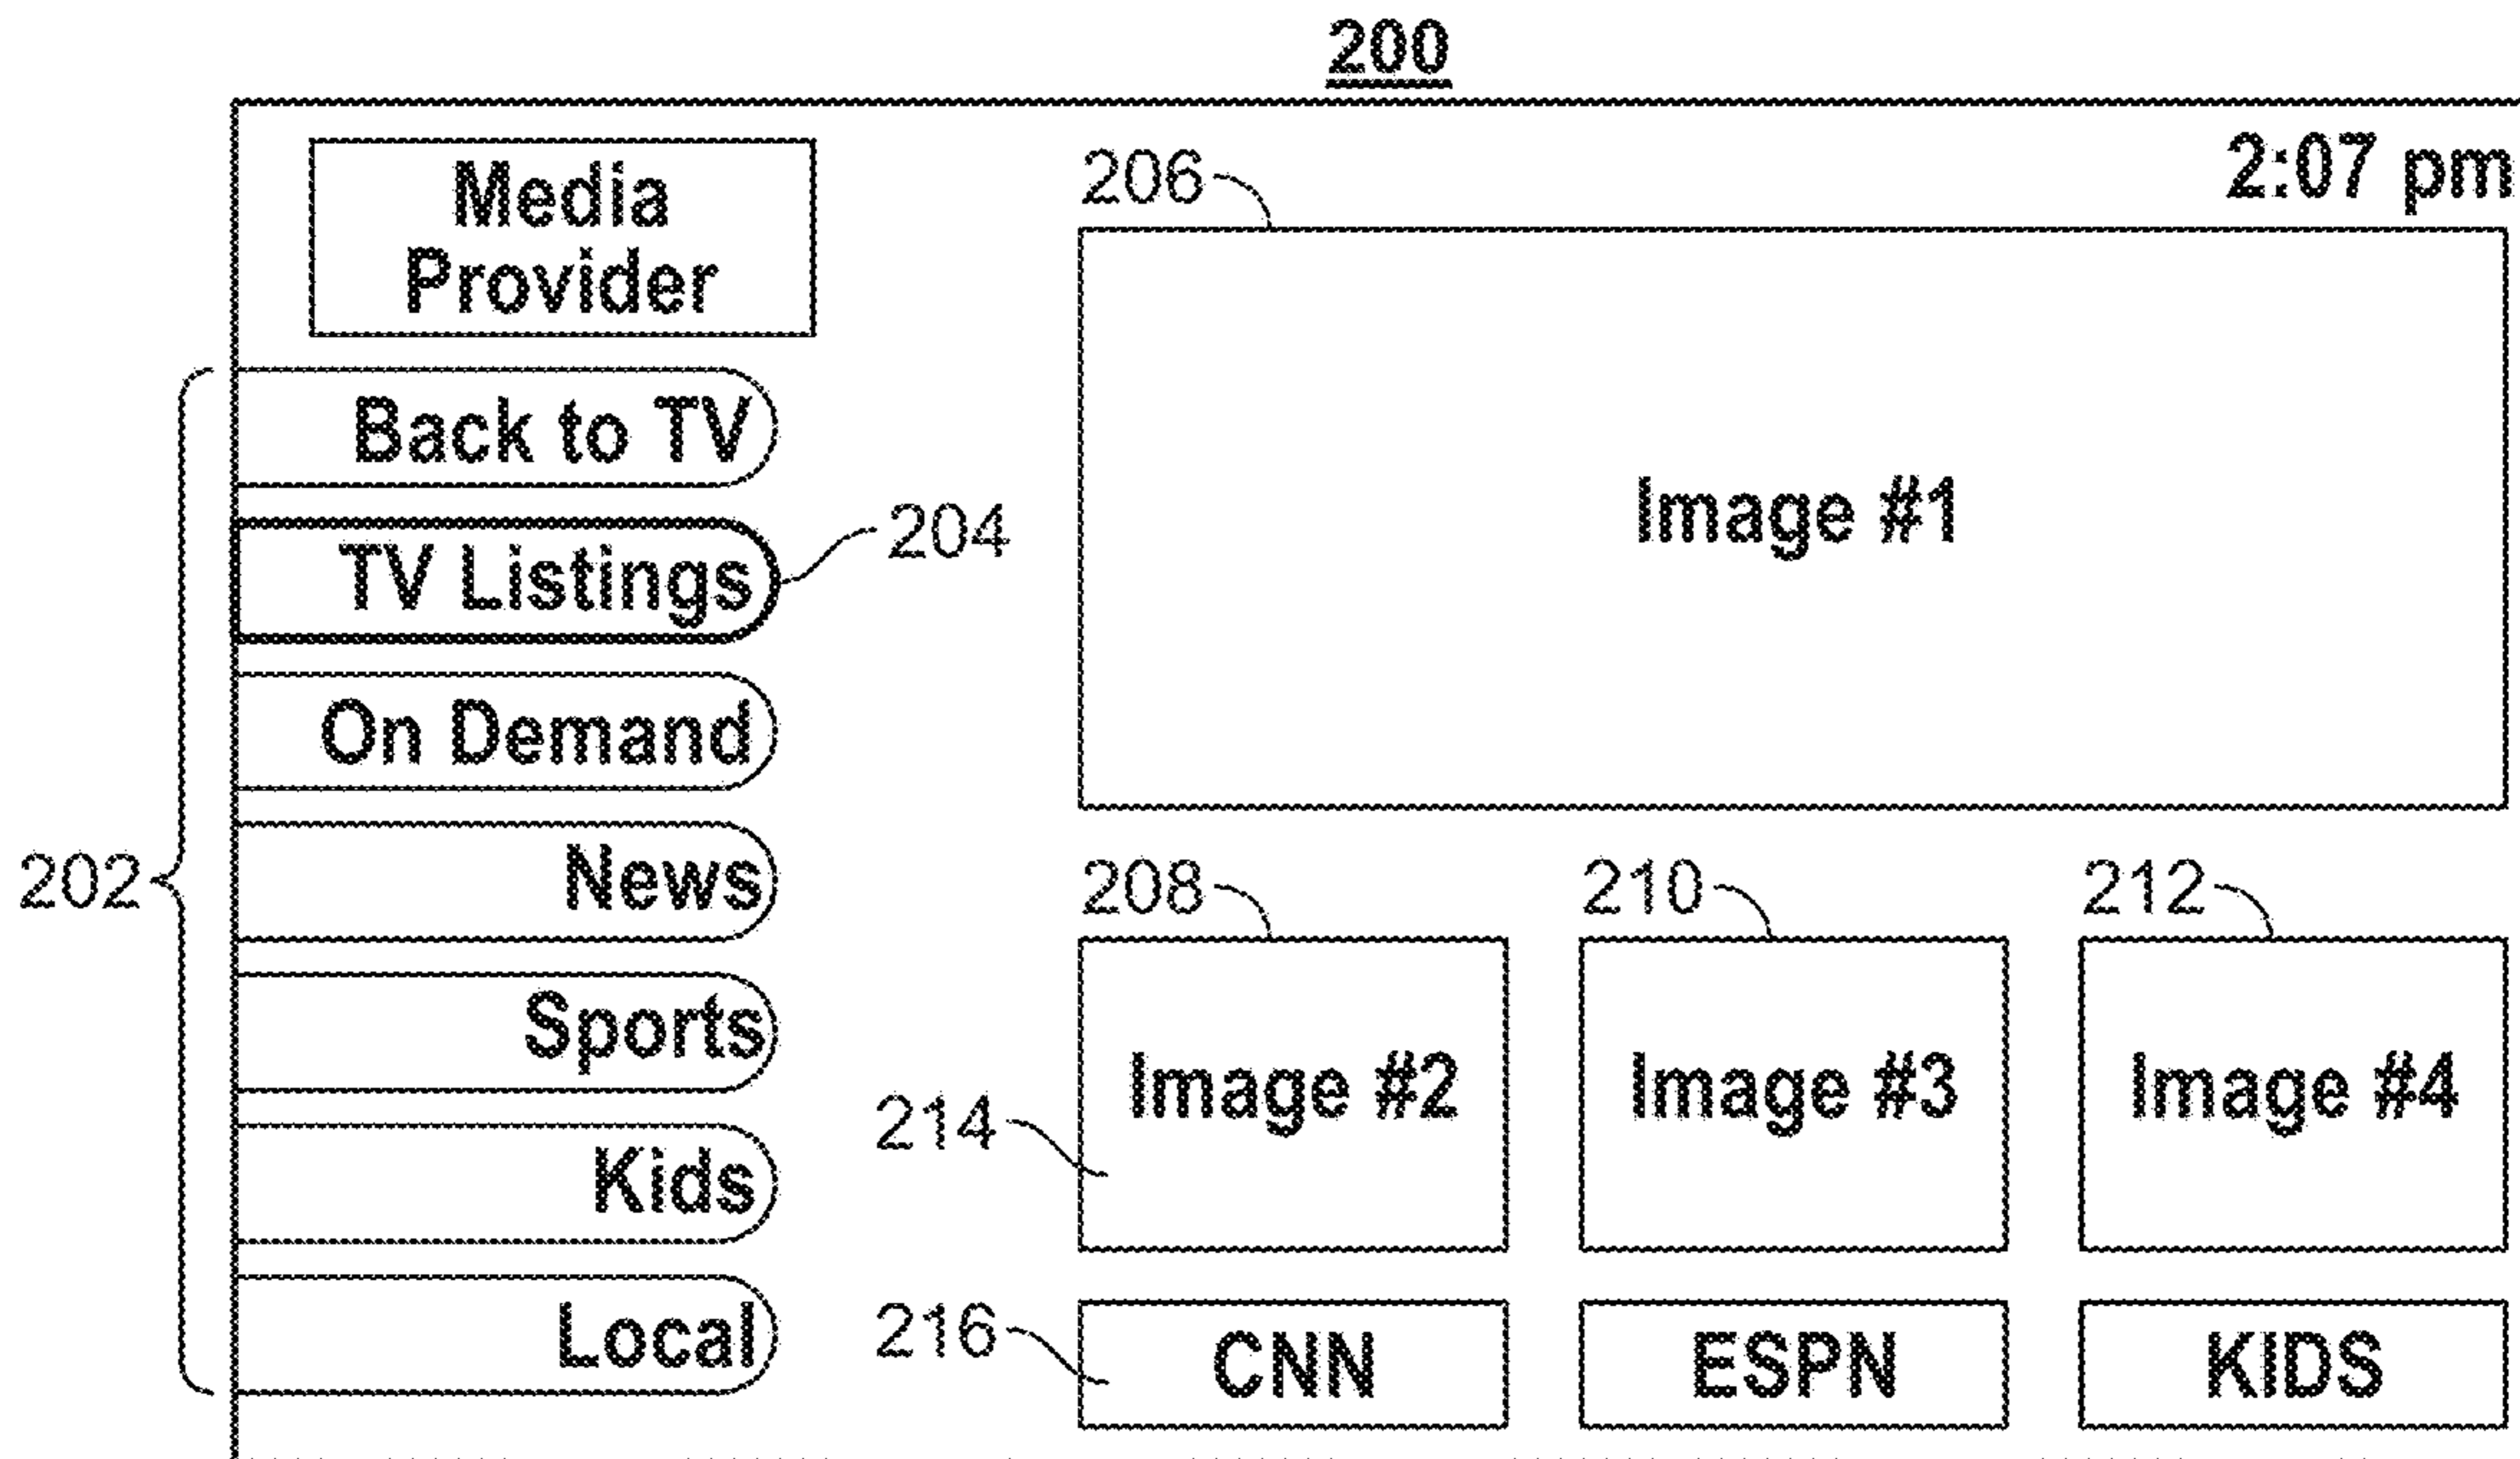 200
2:07 pm
Media
Provider
206
Back to TV
Image #1
TV Listings
204
On Demand
202
News
208
210
212
Sports
Image #2
Image #3
Image #4
214
Kids
216
Local
CNN
ESPN
KIDS